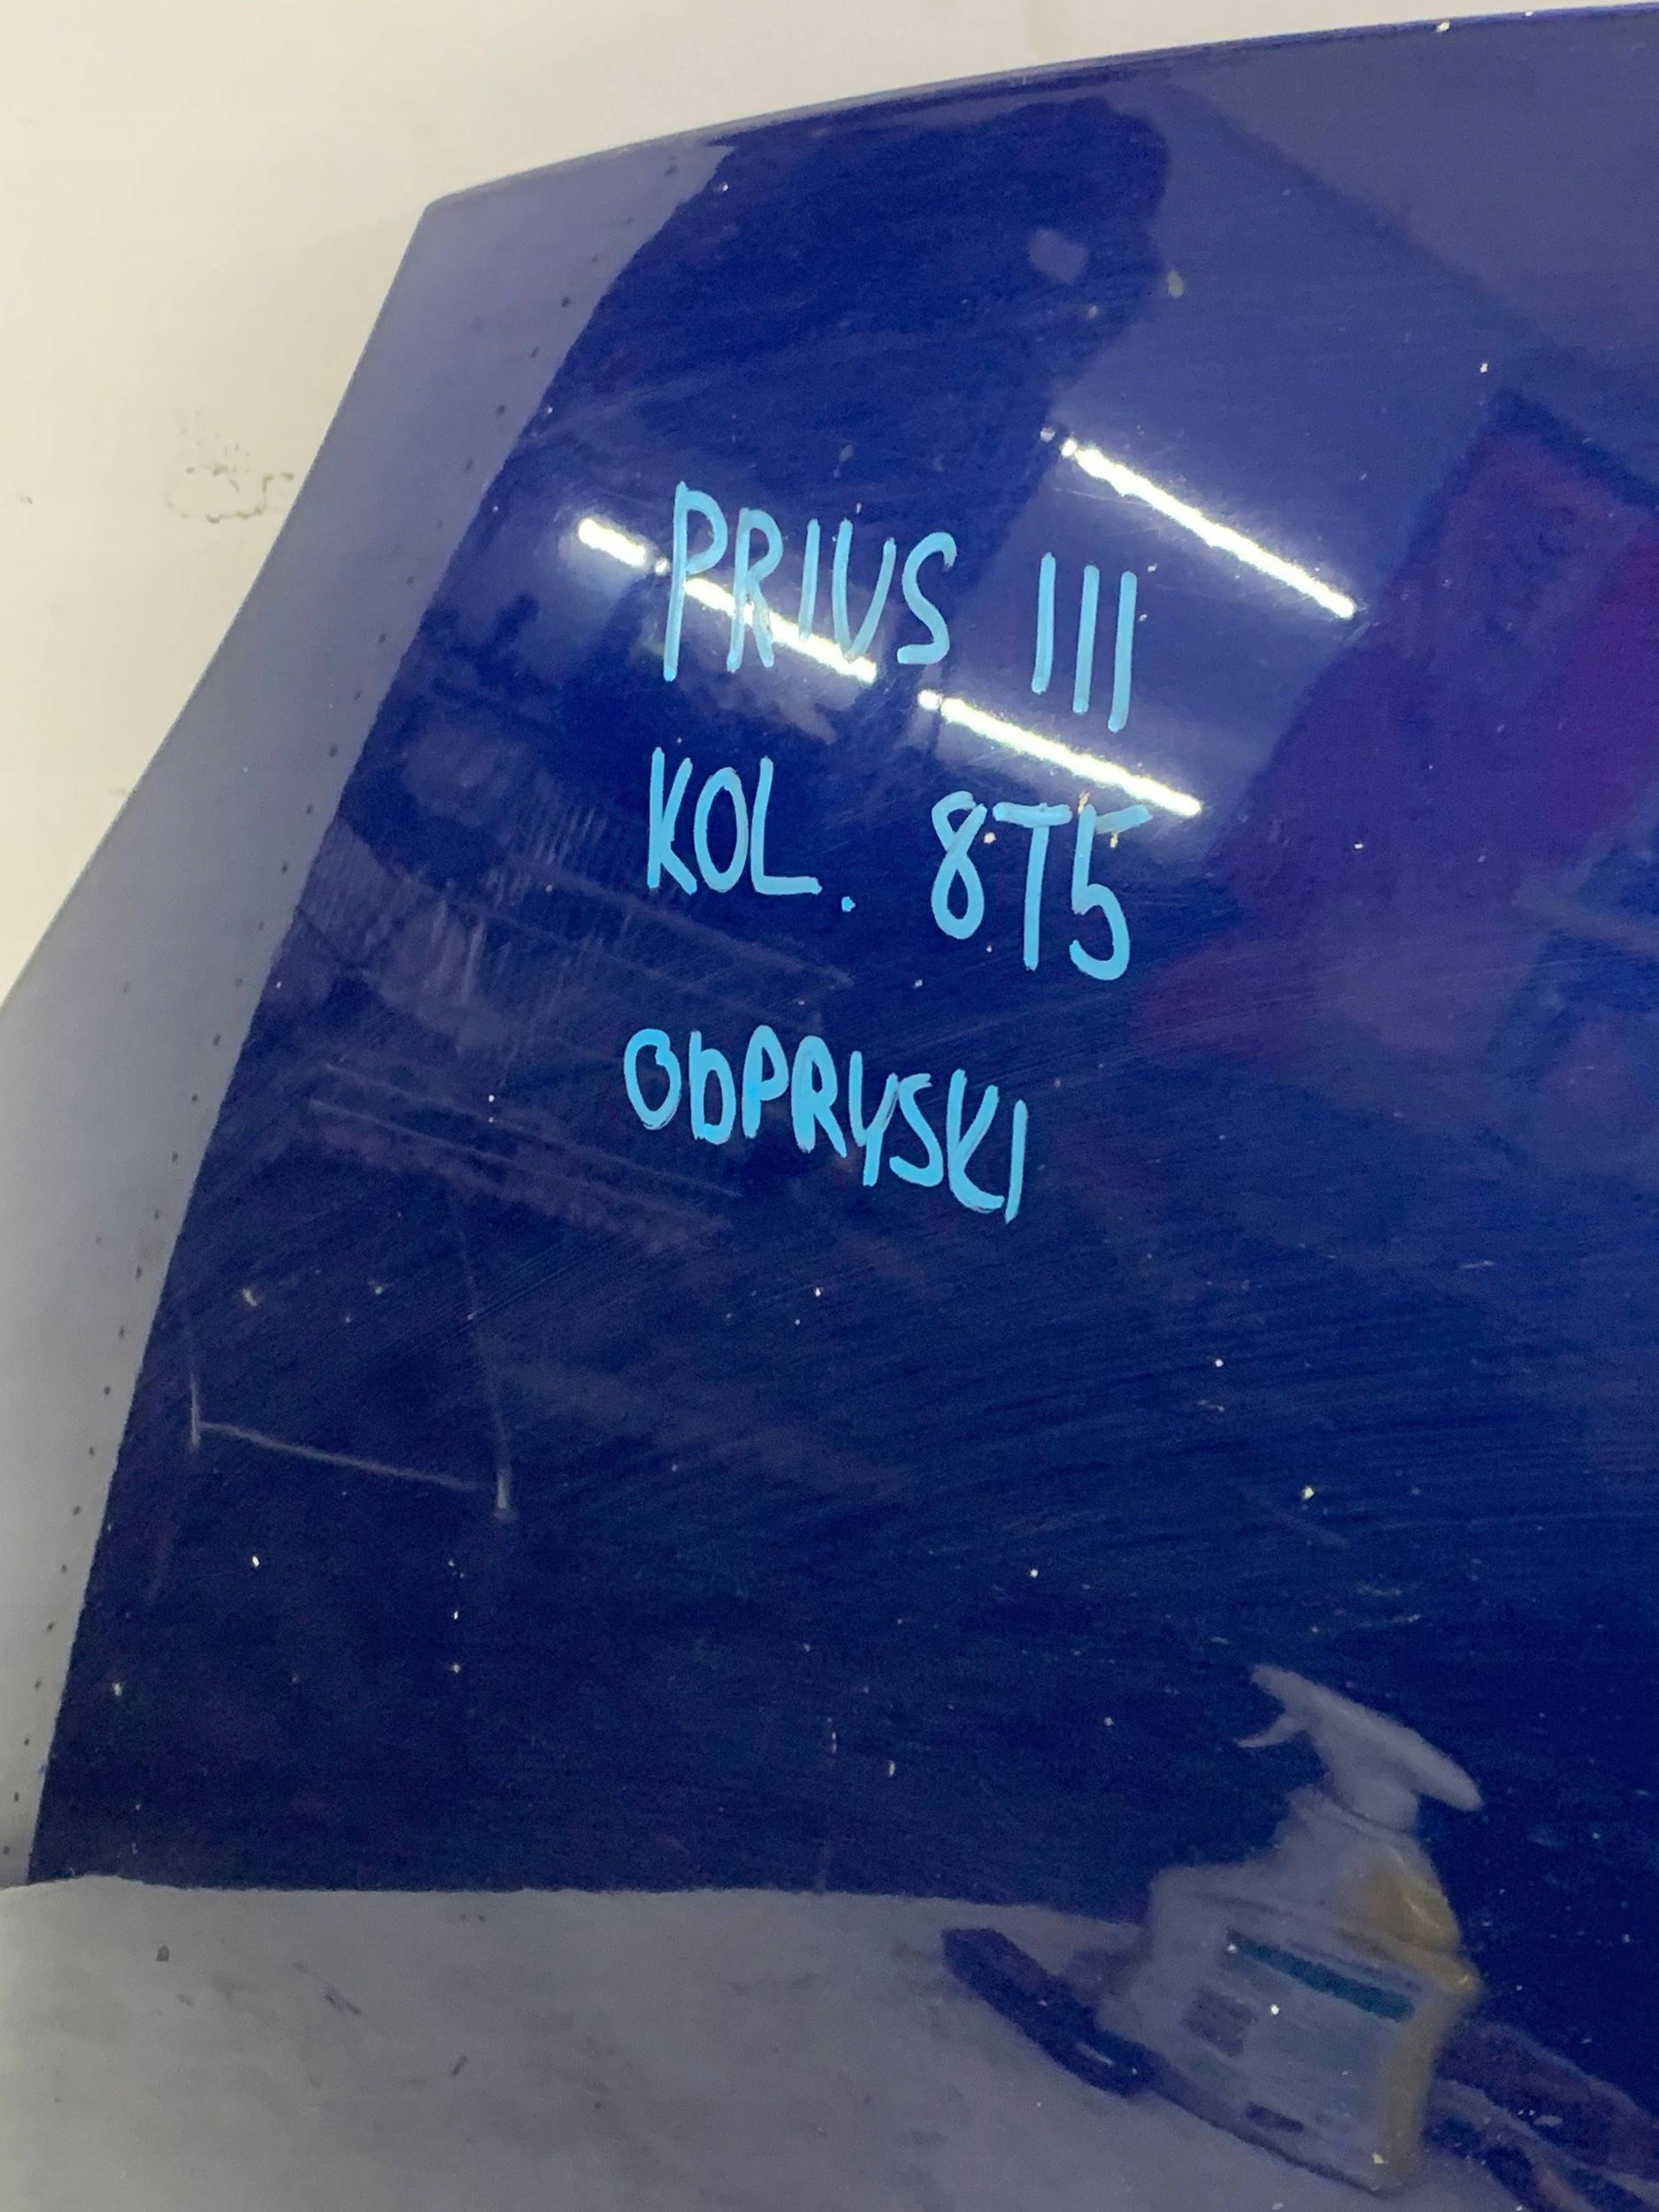 PRIUS III
KOL. 8T5
ODPRYSKI